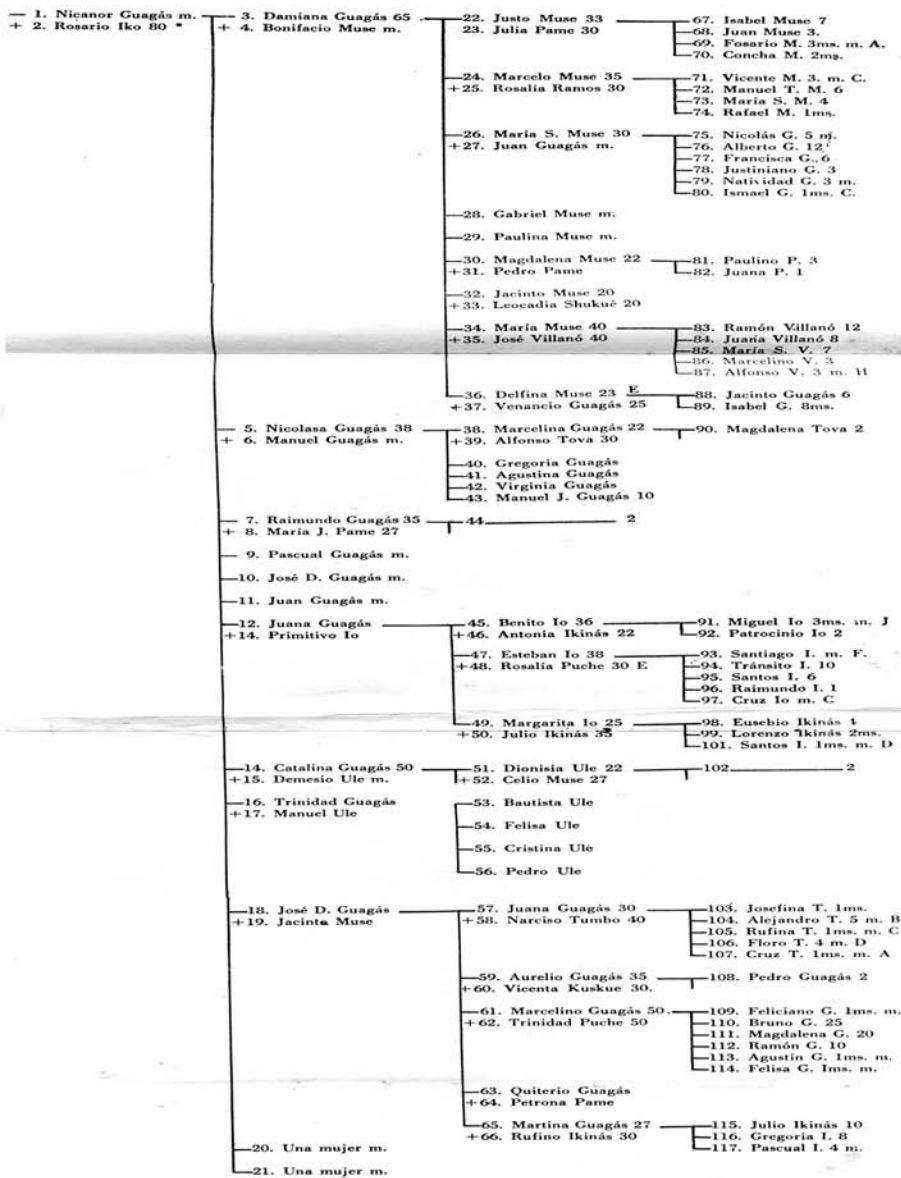 1. Nicanor Guagás m.
+ 2. Rosario Iko 80
3. Damiana Guagás 65
+ 4. Bonifacio Muse m.
22. Justo Muse 33
23. Julia Pame 30
67. Isabel Muse 7
68. Juan Muse 3.
69. Fosario M. 3ms. m. A.
70. Concha M. 2ms.
24. Marcelo Muse 35
+25. Rosalía Ramos 30
71. Vicente M. 3. m. C.
72. Manuel T. M. 6
73. María S. M. 4
74. Rafael M. 1ms.
26. María S. Muse 30
+27. Juan Guagás m.
75. Nicolás G. 5 m.
76. Alberto G. 12
77. Francisca G. 6
78. Justiniano G. 3
79. Natividad G. 3 m.
80. Ismael G. 1ms. C.
28. Gabriel Muse m.
29. Paulina Muse m.
30. Magdalena Muse 22
+31. Pedro Pame
81. Paulino P. 3
82. Juana P. 1
32. Jacinto Muse 20
+33. Leocadia Shukué 20
34. María Muse 40
+35. José Villanó 40
83. Ramón Villanó 12
84. Juana Villanó 8
85. María S. V. 7
86. Marcelino V. 3
87. Alfonso V. 3 m. H
36. Delfina Muse 23 E
+37. Venancio Guagás 25
88. Jacinto Guagás 6
89. Isabel G. 8ms.
5. Nicolasa Guagás 38
+ 6. Manuel Guagás m.
38. Marcelina Guagás 22
+39. Alfonso Tova 30
90. Magdalena Tova 2
40. Gregoria Guagás
41. Agustina Guagás
42. Virginia Guagás
43. Manuel J. Guagás 10
7. Raimundo Guagás 35
+ 8. María J. Pame 27
44 2
9. Pascual Guagás m.
10. José D. Guagás m.
11. Juan Guagás m.
12. Juana Guagás
+14. Primitivo Io
45. Benito Io 36
+46. Antonia Ikinás 22
91. Miguel Io 3ms. m. J
92. Patrocinio Io 2
47. Esteban Io 38
+48. Rosalía Puche 30 E
93. Santiago I. m. F.
94. Tránsito I. 10
95. Santos I. 6
96. Raimundo I. 1
97. Cruz Io m. C
49. Margarita Io 25
+50. Julio Ikinás 35
98. Eusebio Ikinás
99. Lorenzo Ikinás 2ms.
101. Santos I. 1ms. m. D
14. Catalina Guagás 50
+15. Demesio Ule m.
51. Dionisia Ule 22
+52. Celio Muse 27
102 2
16. Trinidad Guagás
+17. Manuel Ule
53. Bautista Ule
54. Felisa Ule
55. Cristina Ule
56. Pedro Ule
18. José D. Guagás
+19. Jacinta Muse
57. Juana Guagás 30
+58. Narciso Tumbo 40
103. Josefina T. 1ms.
104. Alejandro T. 5 m. B
105. Rufina T. 1ms. m. C
106. Floro T. 4 m. D
107. Cruz T. 1ms. m. A
59. Aurelio Guagás 35
+60. Vicenta Kuskue 30.
108. Pedro Guagás 2
61. Marcelino Guagás 50.
+62. Trinidad Puche 50
109. Feliciano G. 1ms. m.
110. Bruno G. 25
111. Magdalena G. 20
112. Ramón G. 10
113. Agustín G. 1ms. m.
114. Felisa G. 1ms. m.
63. Quiterio Guagás
+64. Petrona Pame
65. Martina Guagás 27
+66. Rufino Ikinás 30
115. Julio Ikinás 10
116. Gregoria I. 8
117. Pascual I. 4 m.
20. Una mujer m.
21. Una mujer m.